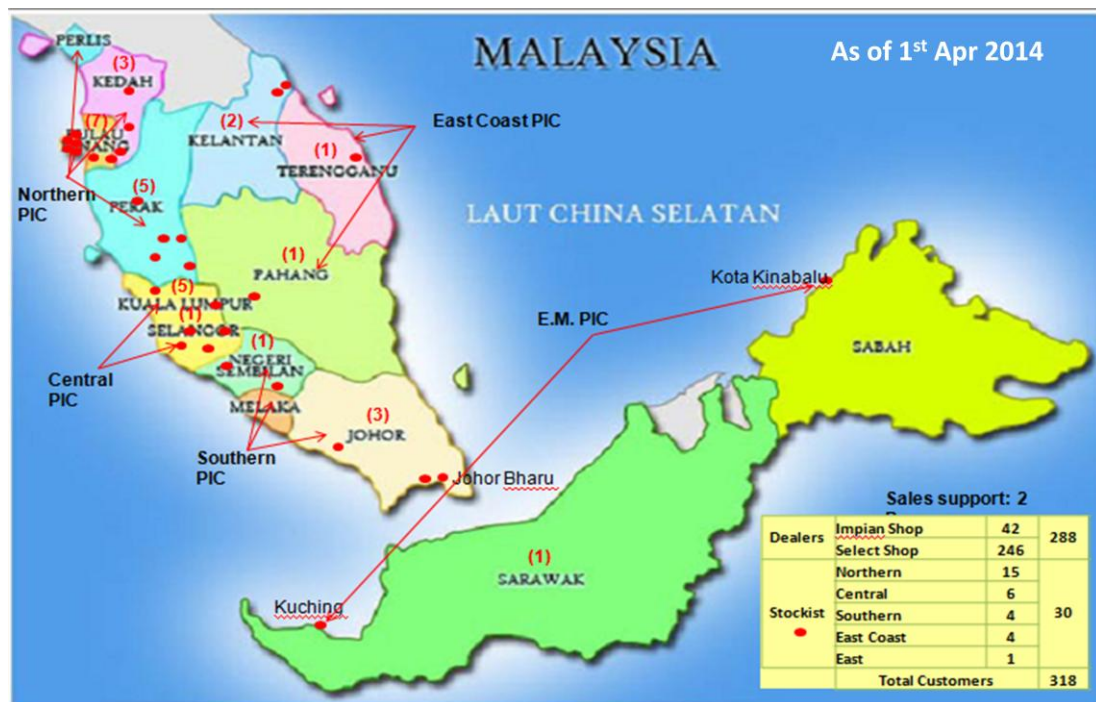 MALAYSIA
As of 1st Apr 2014
PERLIS
(3)
KEDAH
(7)
PULAU
PINANG
(2)
KELANTAN
East Coast PIC
(1)
TERENGGANU
Northern
PIC
(5)
PERAK
LAUT CHINA SELATAN
(1)
PAHANG
Kota Kinabalu
(5)
KUALA LUMPUR
(1)
SELANGOR
E.M. PIC
SABAH
(1)
NEGERI
SEMBILAN
Central
PIC
MELAKA
(3)
JOHOR
Southern
PIC
Johor Bharu
Sales support: 2
(1)
SARAWAK
Kuching
Dealers Impian Shop 42 288
Select Shop 246
Stockist Northern 15 30
Central 6
Southern 4
East Coast 4
East 1
Total Customers 318